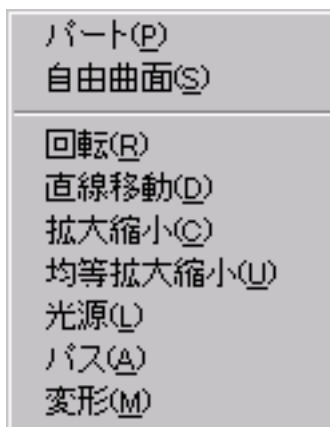 パート(P)
自由曲面(S)
回転(R)
直線移動(D)
拡大縮小(C)
均等拡大縮小(U)
光源(L)
パス(A)
変形(M)